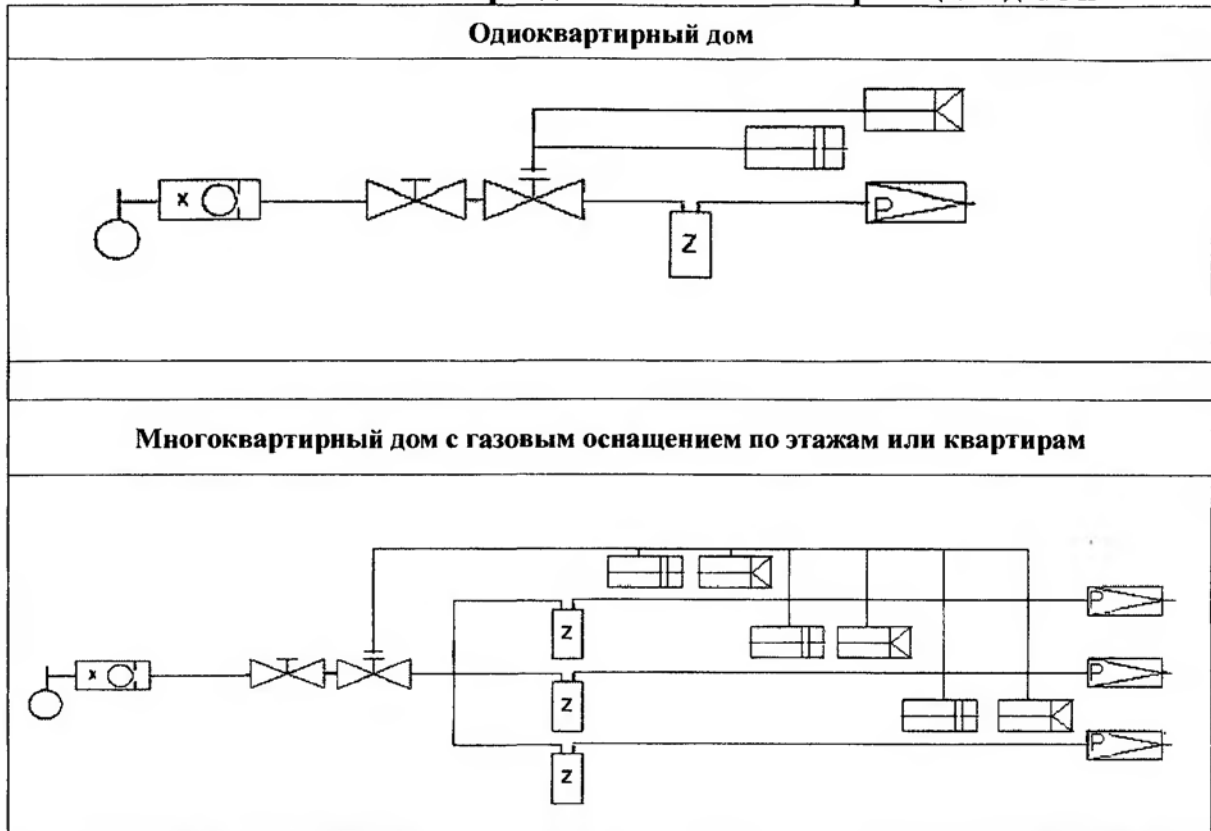 Одиоквартирный дом
x
Z
P
Многоквартирный дом с газовым оснащением по этажам или квартирам
Z
P
x
Z
P
Z
P